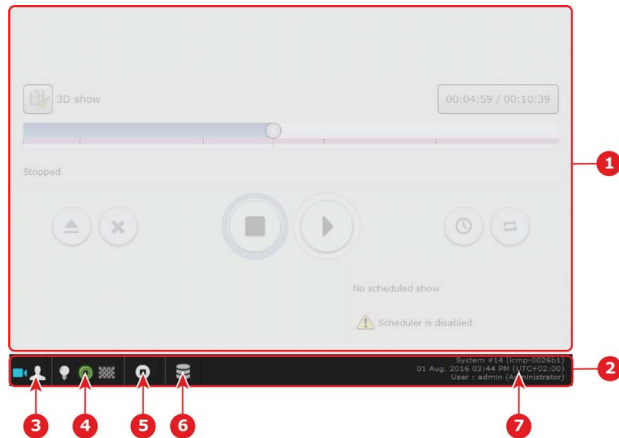 3D show
00:04:59 / 00:10:39
1
Stopped
No scheduled show
Scheduler is disabled
System #14 (icmp-0026b1)
01 Aug. 2016 03:44 PM (UTC+02:00)
User : admin (Administrator)
2
3
4
5
6
7